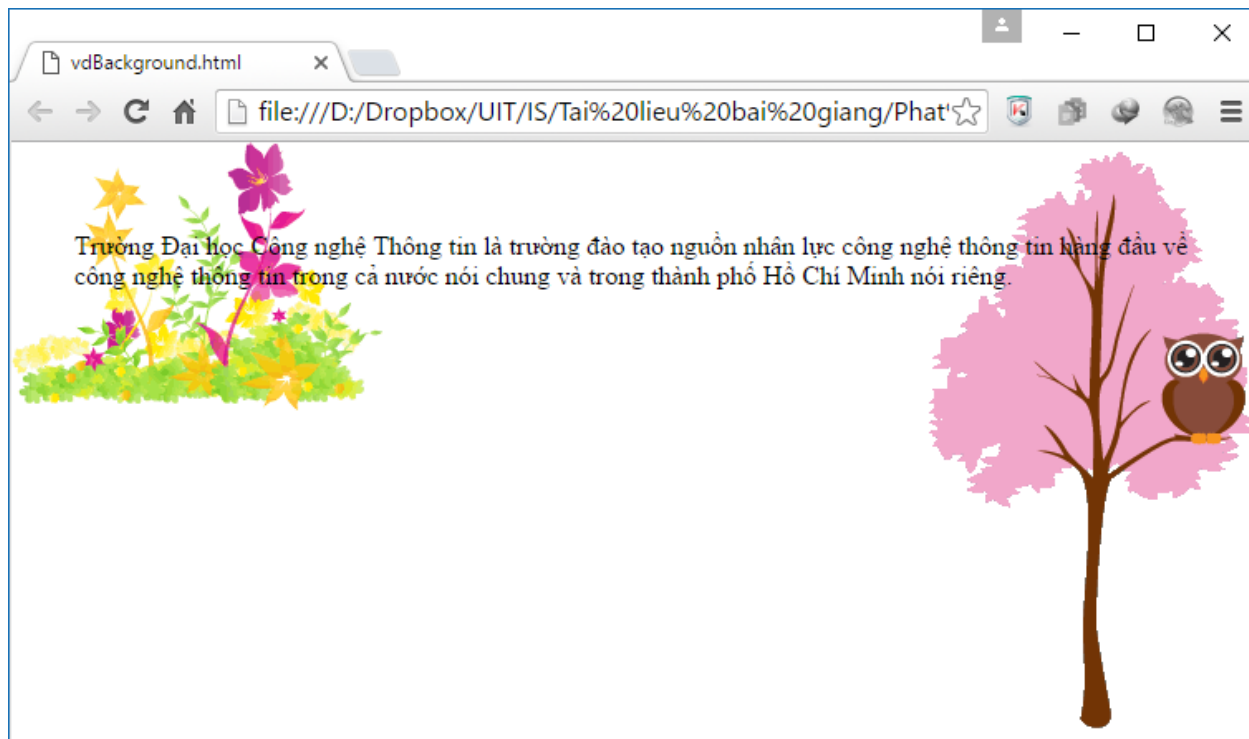 vdBackground.html
file:///D:/Dropbox/UIT/IS/Tai%20lieu%20bai%20giang/Phat'
Trường Đại học Công nghệ Thông tin là trường đào tạo nguồn nhân lực công nghệ thông tin hàng đầu về
công nghệ thông tin trong cả nước nói chung và trong thành phố Hồ Chí Minh nói riêng.